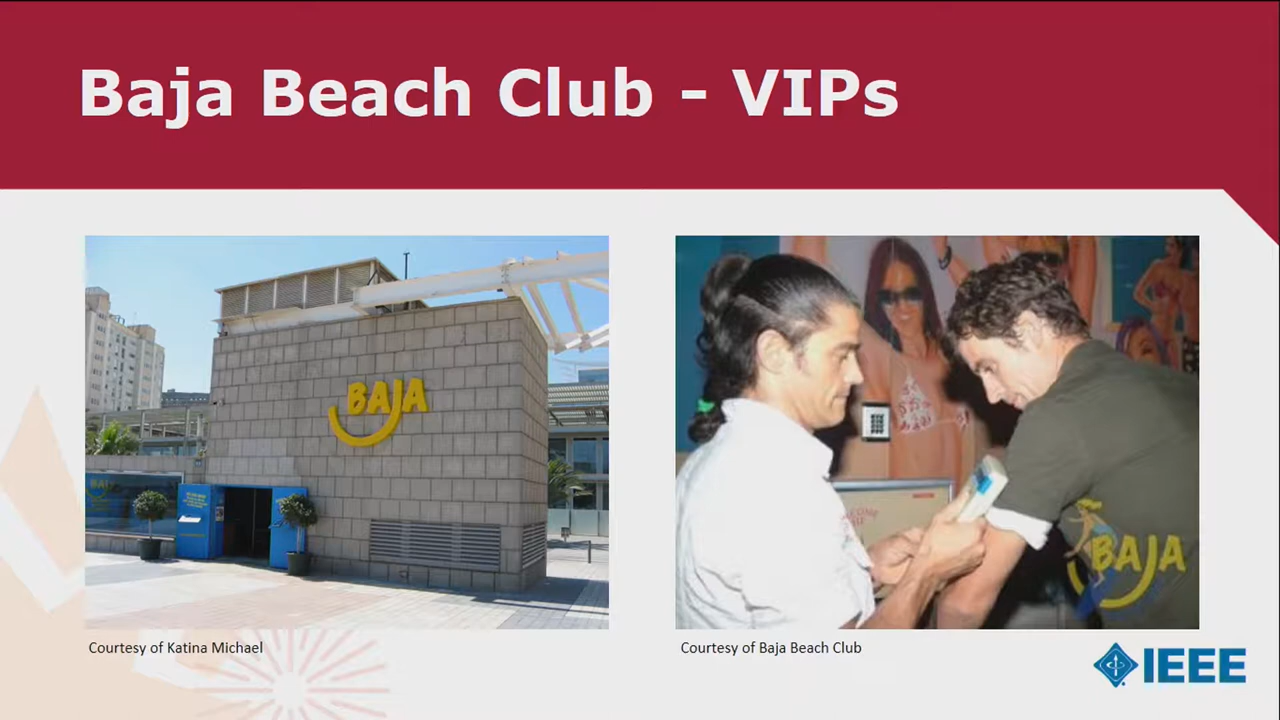 Baja Beach Club - VIPs
BAJA
BAJA
Courtesy of Katina Michael
Courtesy of Baja Beach Club
IEEE